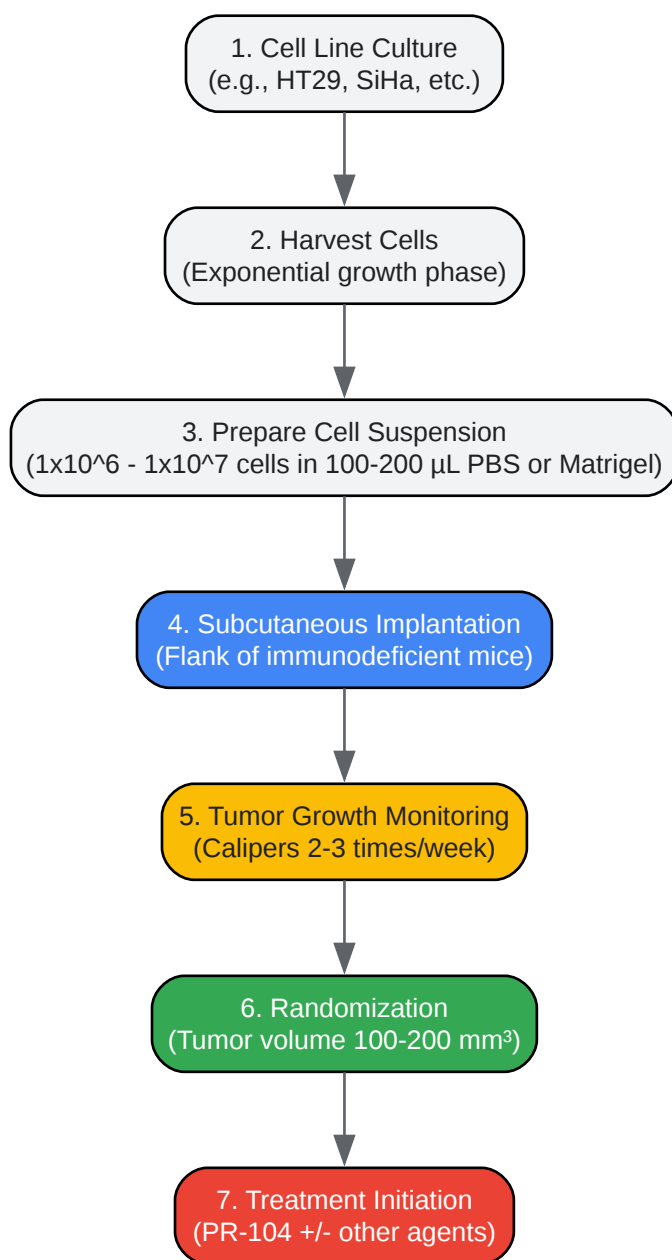 1. Cell Line Culture
(e.g., HT29, SiHa, etc.)
2. Harvest Cells
(Exponential growth phase)
3. Prepare Cell Suspension
(1x10^6 - 1x10^7 cells in 100-200 µL PBS or Matrigel)
4. Subcutaneous Implantation
(Flank of immunodeficient mice)
5. Tumor Growth Monitoring
(Calipers 2-3 times/week)
6. Randomization
(Tumor volume 100-200 mm³)
7. Treatment Initiation
(PR-104 +/- other agents)